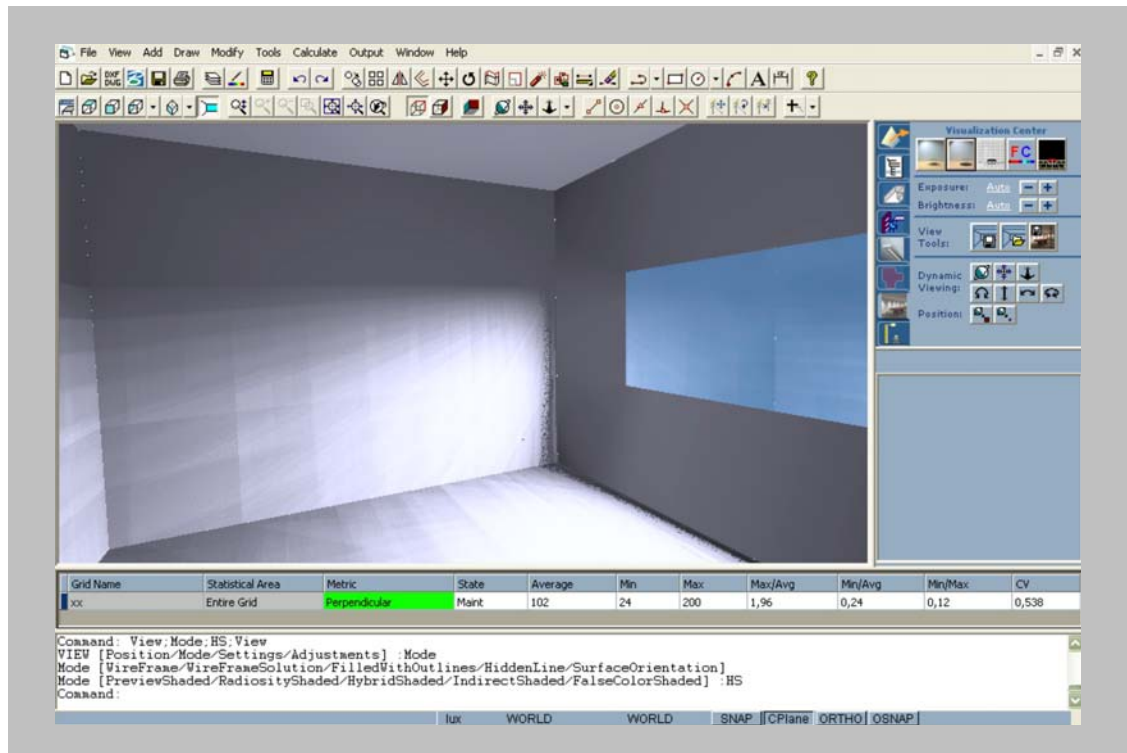 File View Add Draw Modify Tools Calculate Output Window Help
Visualization Center
FC
Exposure: Auto
Brightness: Auto
View Tools:
Dynamic Viewing:
Position:
Grid Name Statistical Area Metric State Average Min Max Max/Avg Min/Avg Min/Max CV
xx Entire Grid Perpendicular Maint 102 24 200 1,96 0,24 0,12 0,538
Command: View;Mode;HS;View
VIEW [Position/Mode/Settings/Adjustments] :Mode
Mode [WireFrame/WireFrameSolution/FilledWithOutlines/HiddenLine/SurfaceOrientation]
Mode [PreviewShaded/RadiosityShaded/HybridShaded/IndirectShaded/FalseColorShaded] :HS
Command:
lux WORLD WORLD SNAP CPlane ORTHO OSNAP